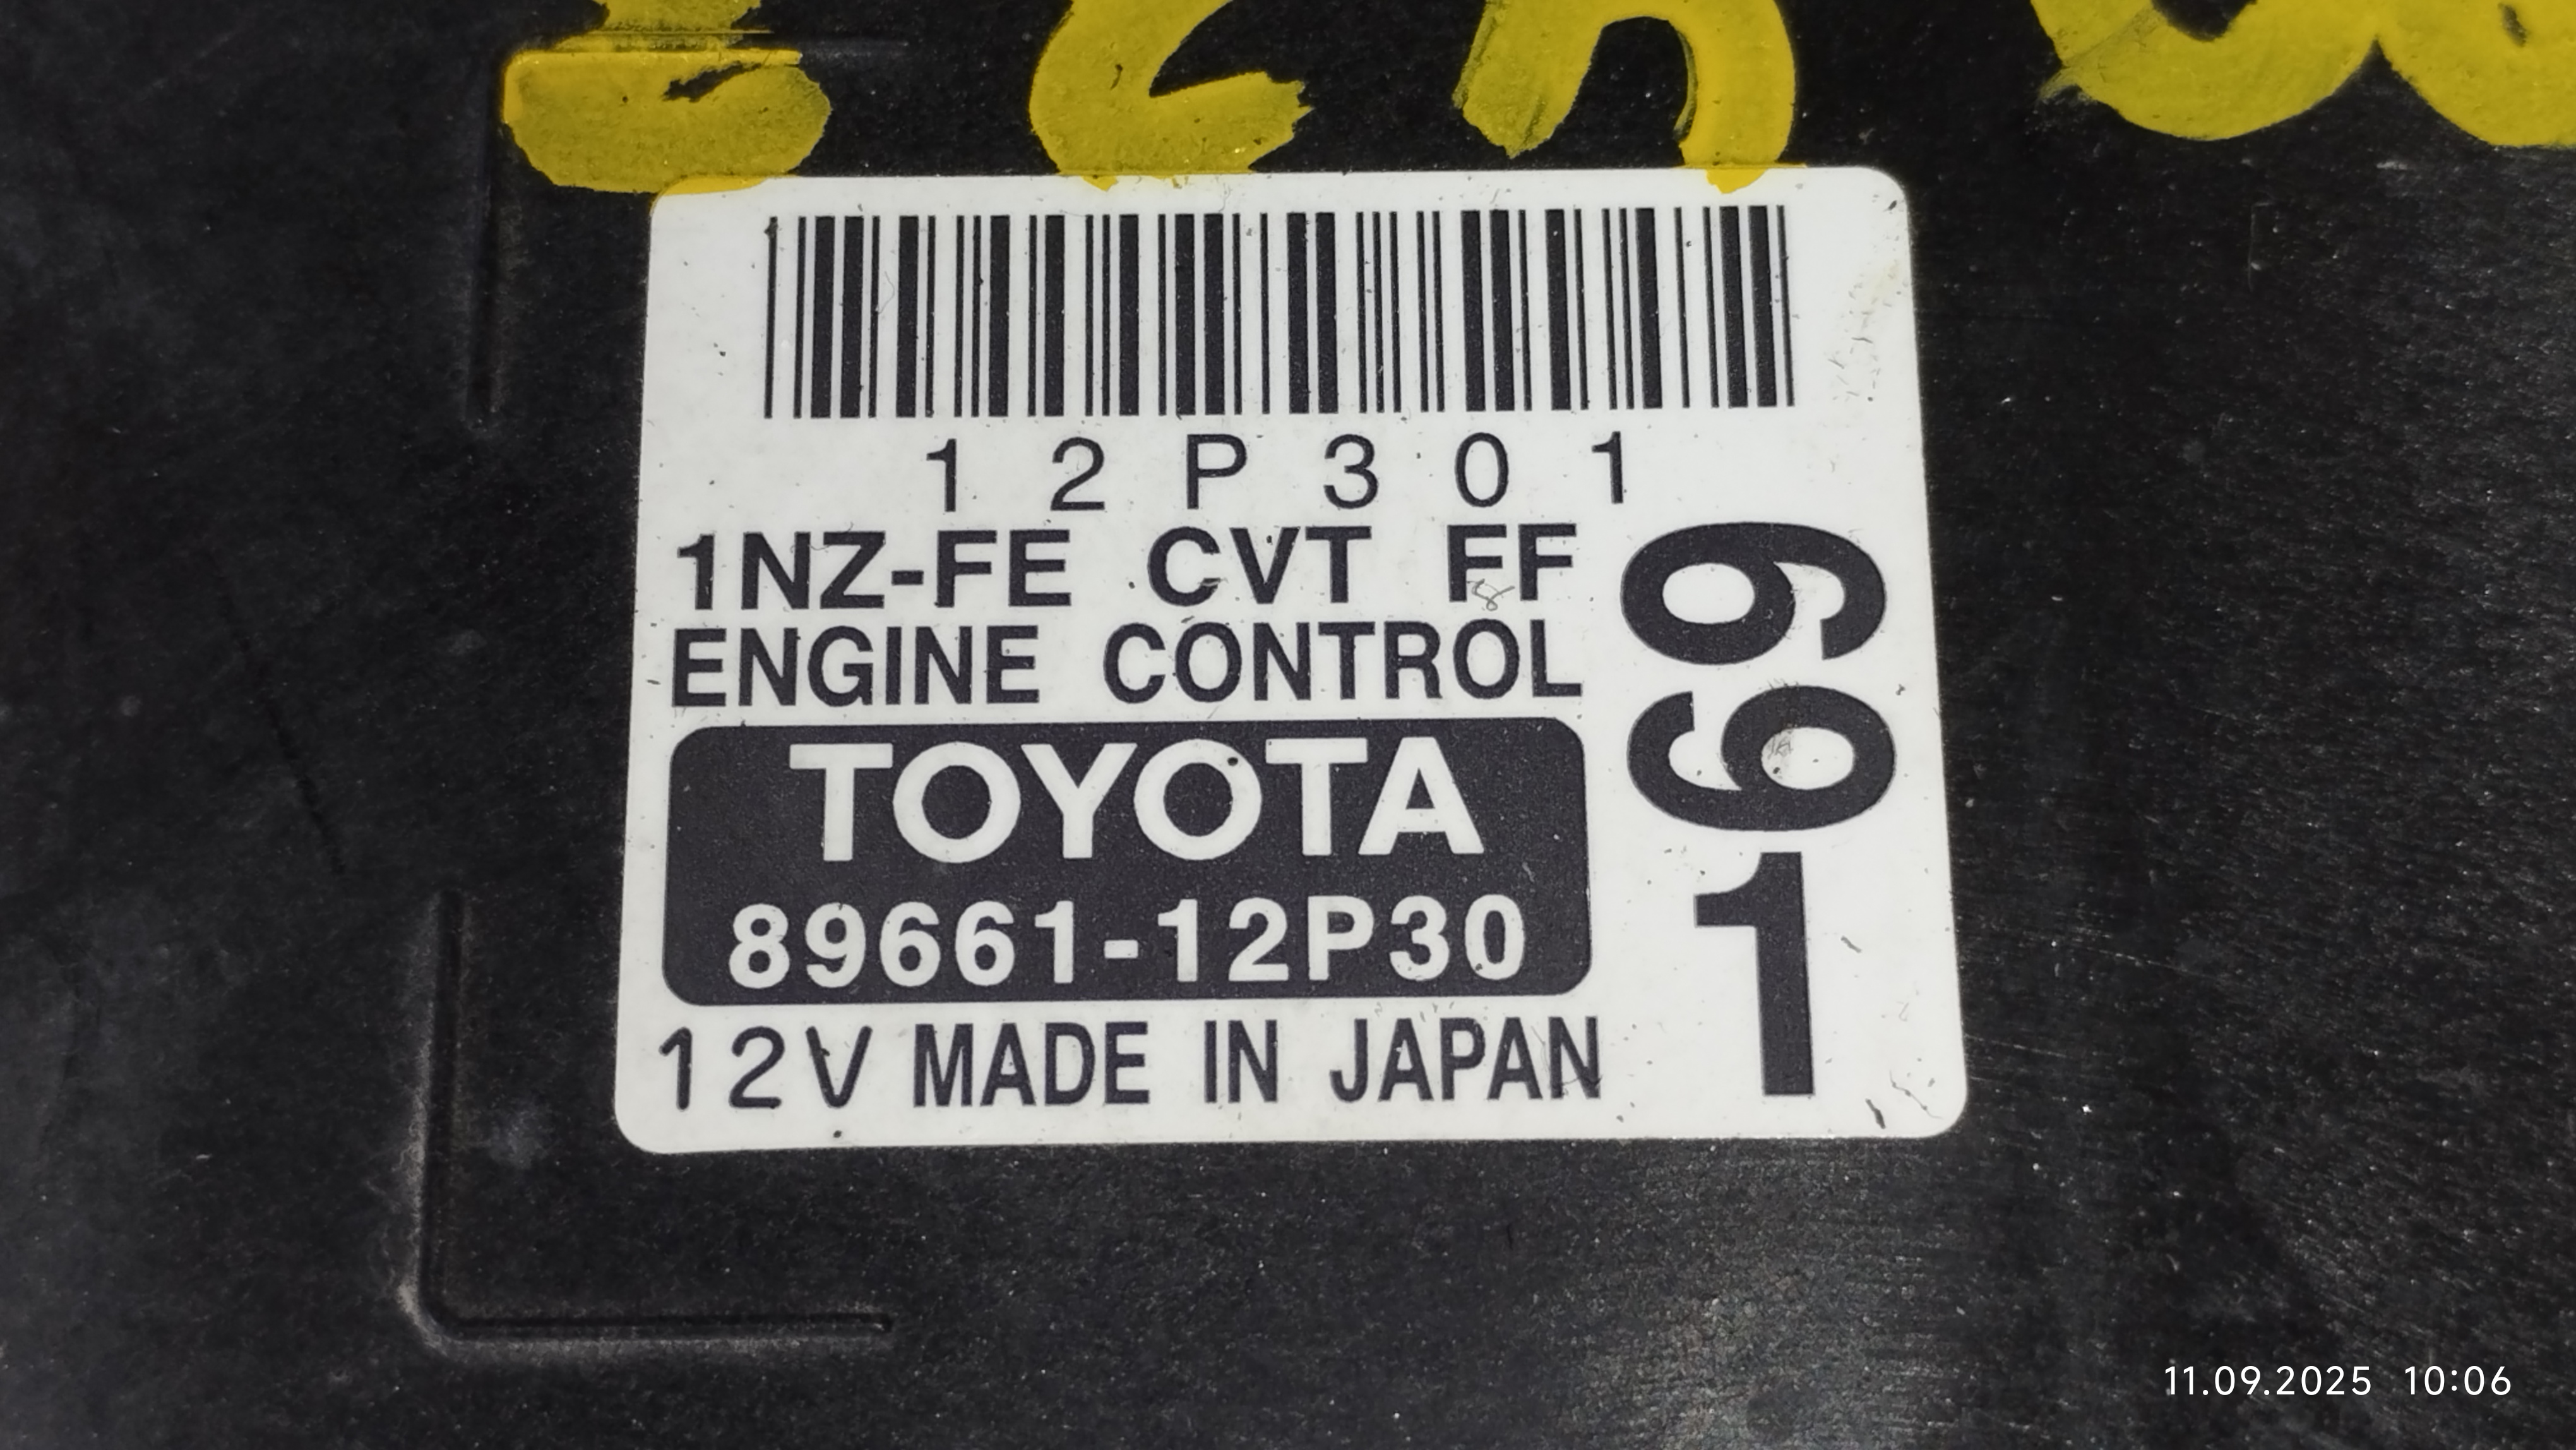 12P301
1NZ-FE CVT FF
ENGINE CONTROL
TOYOTA
89661-12P30
12V MADE IN JAPAN
69
1
11.09.2025 10:06